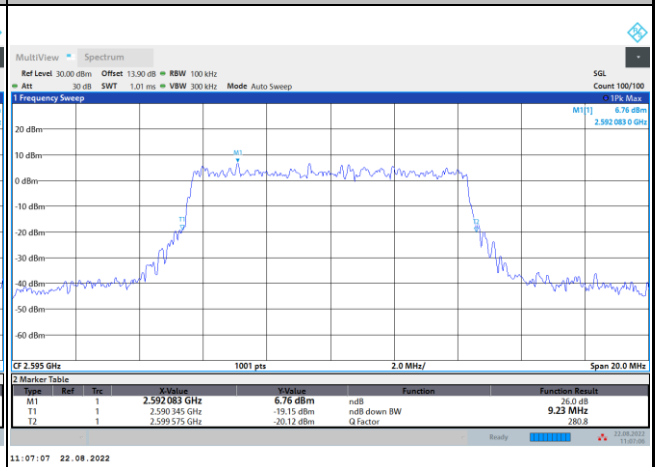 MultiView Spectrum
Ref Level 30.00 dBm Offset 13.90 dB RBW 100 kHz SGL
Att 30 dB SWT 1.01 ms VBW 300 kHz Mode Auto Sweep Count 100/100
1 Frequency Sweep 1Pk Max
M1[1] 6.76 dBm
2.592 083 0 GHz
20 dBm
M1
10 dBm
0 dBm
-10 dBm
T1 T2
-20 dBm
-30 dBm
-40 dBm
-50 dBm
-60 dBm
CF 2.595 GHz 1001 pts 2.0 MHz/ Span 20.0 MHz
2 Marker Table
Type Ref Trc X-Value Y-Value Function Function Result
M1 1 2.592 083 GHz 6.76 dBm ndB 26.0 dB
T1 1 2.590 345 GHz -19.15 dBm ndB down BW 9.23 MHz
T2 1 2.599 575 GHz -20.12 dBm Q Factor 280.8
Ready 22.08.2022
11:07:06
11:07:07 22.08.2022